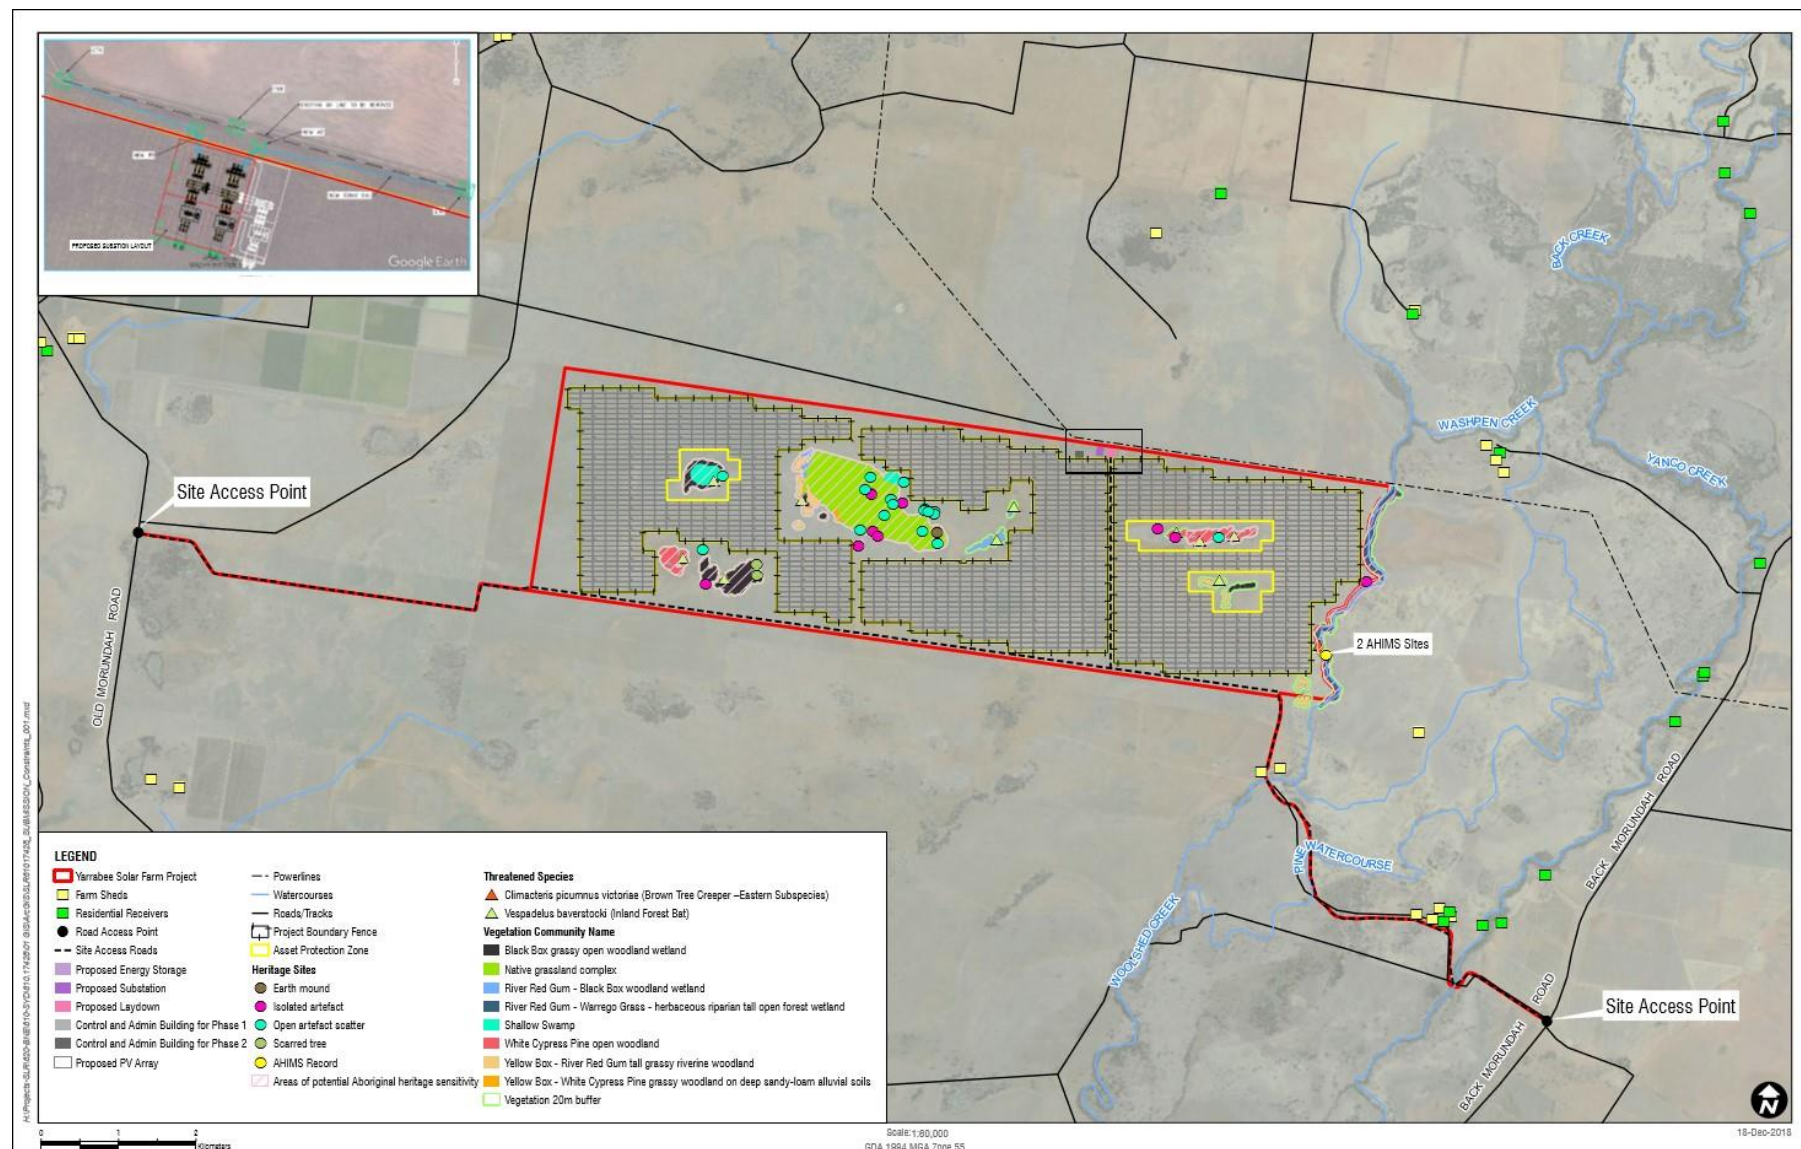 EXISTING 330 LINE TO BE REMOVED
PROPOSED SUBSTION LAYOUT
Google Earth
BACK CREEK
WASHPEN CREEK
YANCO CREEK
Site Access Point
OLD MORUNDAH ROAD
2 AHIMS Sites
BACK MORUNDAH ROAD
PINE WATERCOURSE
WOOLSHED CREEK
Site Access Point
BACK MORUNDAH ROAD
LEGEND
Yarrabee Solar Farm Project
Farm Sheds
Residential Receivers
Road Access Point
Site Access Roads
Proposed Energy Storage
Proposed Substation
Proposed Laydown
Control and Admin Building for Phase 1
Control and Admin Building for Phase 2
Proposed PV Array
Powerlines
Watercourses
Roads/Tracks
Project Boundary Fence
Asset Protection Zone
Heritage Sites
Earth mound
Isolated artefact
Open artefact scatter
Scarred tree
AHIMS Record
Areas of potential Aboriginal heritage sensitivity
Threatened Species
Climacteris picumnus victoriae (Brown Tree Creeper –Eastern Subspecies)
Vespadelus baverstocki (Inland Forest Bat)
Vegetation Community Name
Black Box grassy open woodland wetland
Native grassland complex
River Red Gum - Black Box woodland wetland
River Red Gum - Warrego Grass - herbaceous riparian tall open forest wetland
Shallow Swamp
White Cypress Pine open woodland
Yellow Box - River Red Gum tall grassy riverine woodland
Yellow Box - White Cypress Pine grassy woodland on deep sandy-loam alluvial soils
Vegetation 20m buffer
0 1 2
Kilometers
Scale: 1:60,000
GDA 1994 MGA Zone 55
N
18-Dec-2018